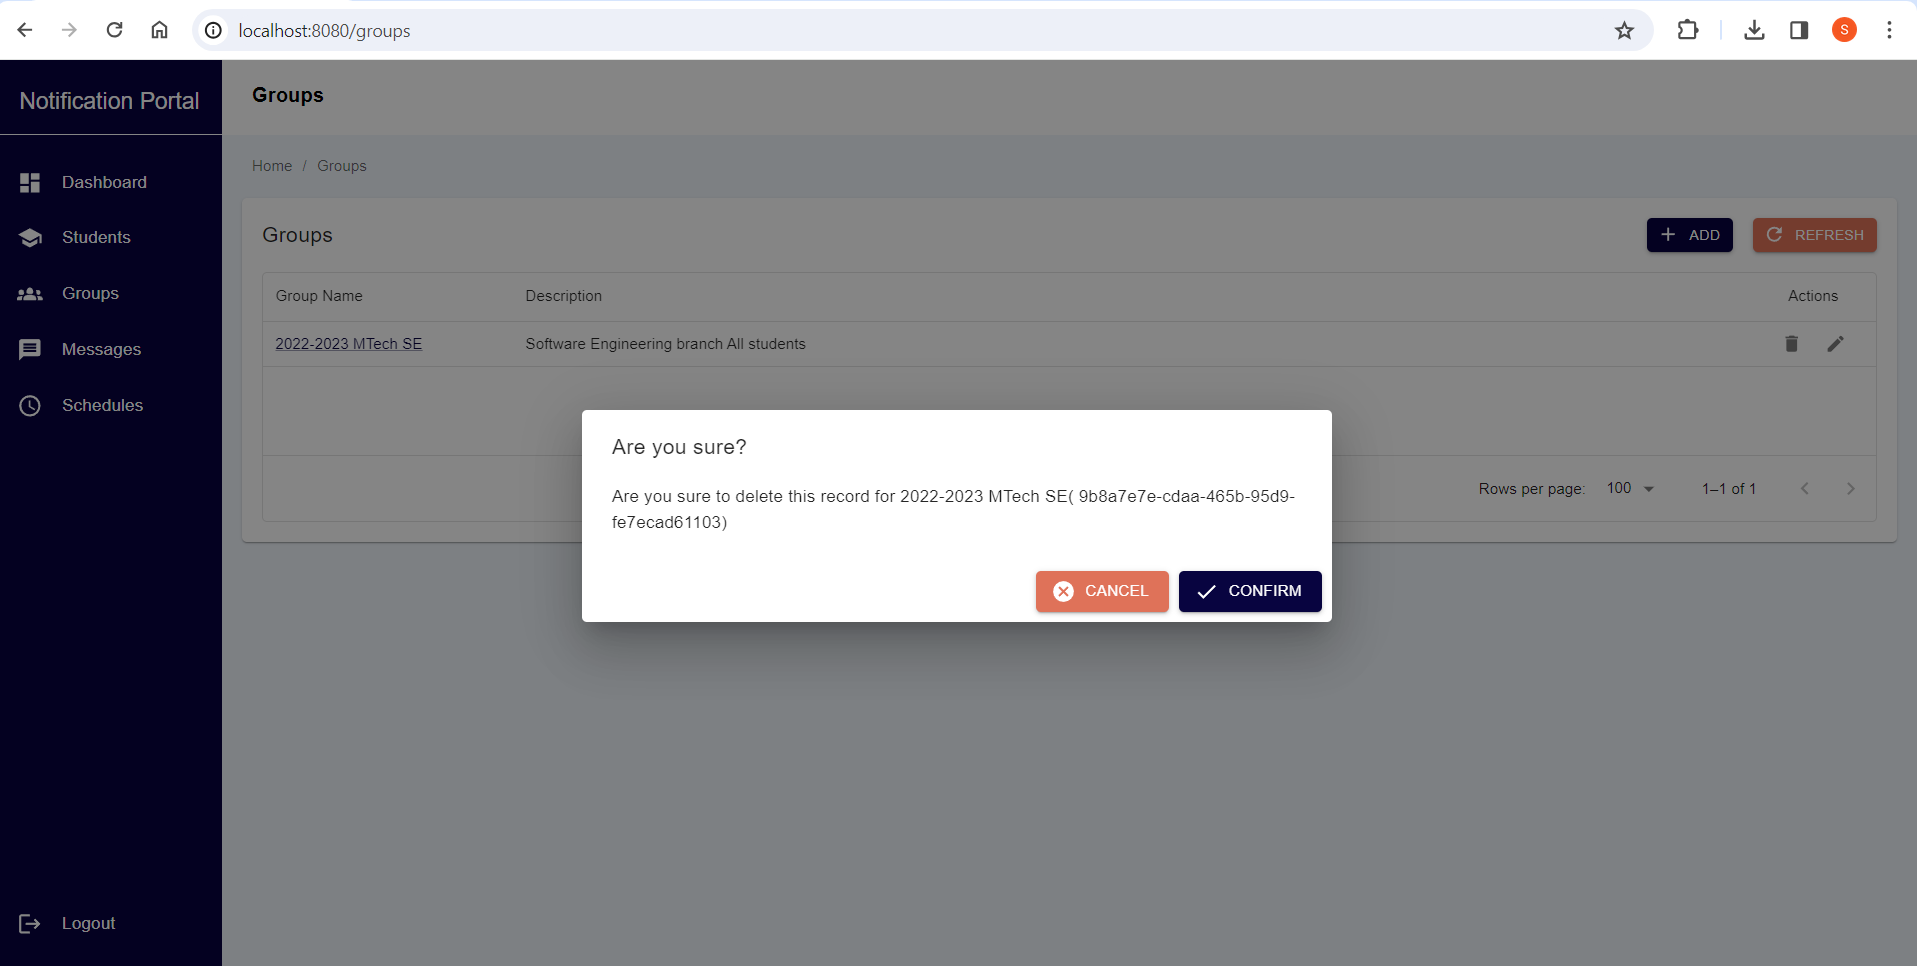 localhost:8080/groups
S
Notification Portal
Groups
Dashboard
Students
Groups
Messages
Schedules
Logout
Home / Groups
Groups
ADD
REFRESH
Group Name Description Actions
2022-2023 MTech SE Software Engineering branch All students
Rows per page: 100 1–1 of 1
Are you sure?
Are you sure to delete this record for 2022-2023 MTech SE( 9b8a7e7e-cdaa-465b-95d9-
fe7ecad61103)
CANCEL
CONFIRM